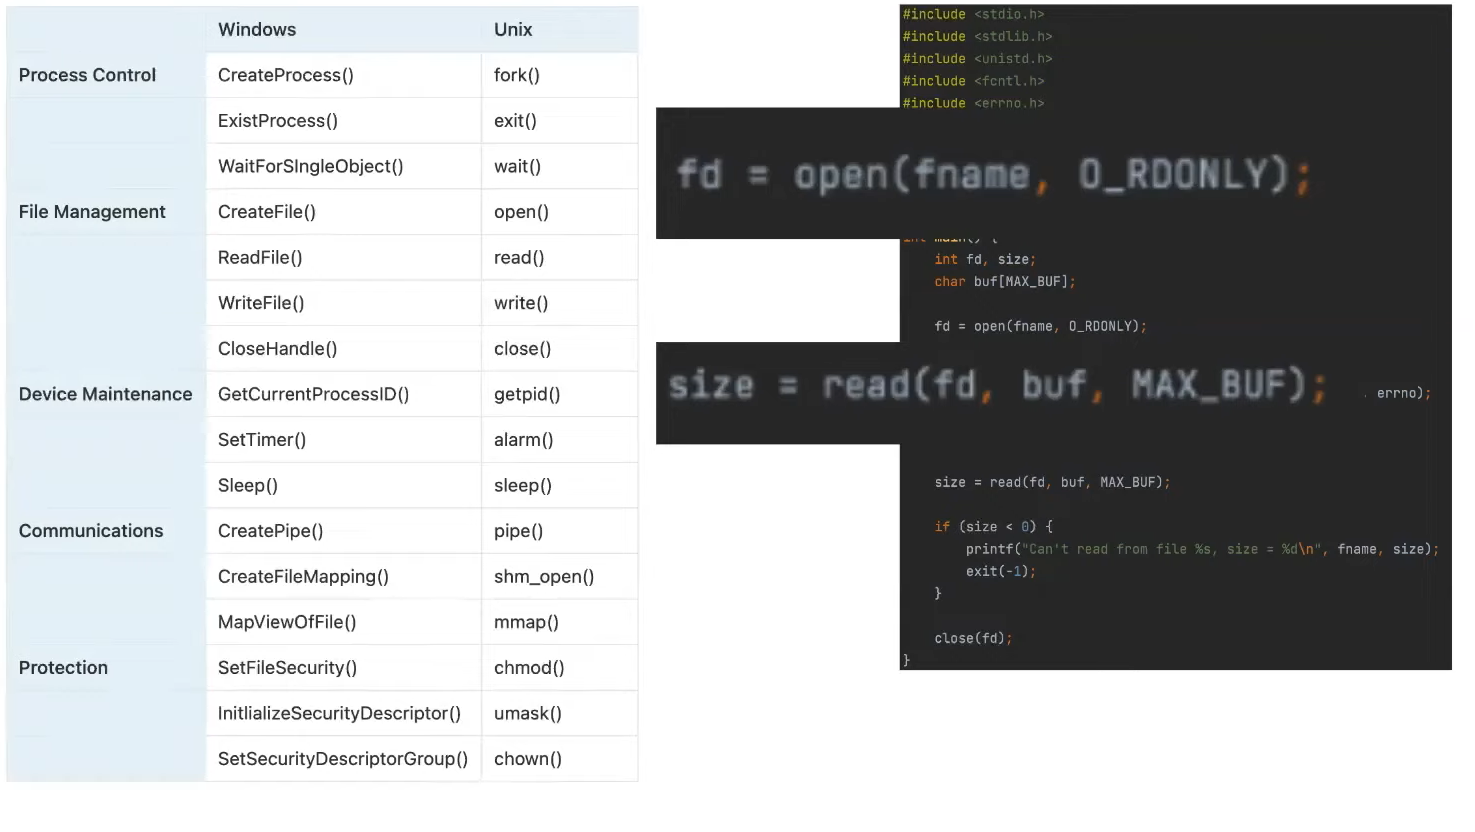 Windows Unix
Process Control CreateProcess() fork()
ExistProcess() exit()
WaitForSIngleObject() wait()
File Management CreateFile() open()
ReadFile() read()
WriteFile() write()
CloseHandle() close()
Device Maintenance GetCurrentProcessID() getpid()
SetTimer() alarm()
Sleep() sleep()
Communications CreatePipe() pipe()
CreateFileMapping() shm_open()
MapViewOfFile() mmap()
Protection SetFileSecurity() chmod()
InitlializeSecurityDescriptor() umask()
SetSecurityDescriptorGroup() chown()
#include <stdio.h>
#include <stdlib.h>
#include <unistd.h>
#include <fcntl.h>
#include <errno.h>
fd = open(fname, O_RDONLY);
int main() {
int fd, size;
char buf[MAX_BUF];
fd = open(fname, O_RDONLY);
size = read(fd, buf, MAX_BUF);
errno);
size = read(fd, buf, MAX_BUF);
if (size < 0) {
printf("Can't read from file %s, size = %d\n", fname, size);
exit(-1);
}
close(fd);
}